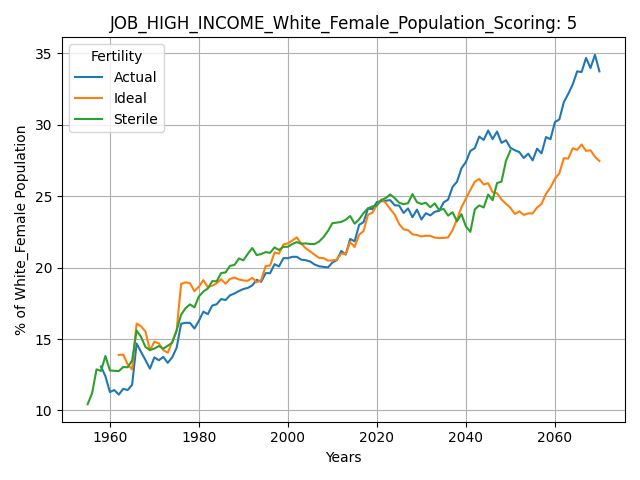 JOB_HIGH_INCOME_White_Female_Population_Scoring: 5
Fertility
Actual
Ideal
Sterile
% of White_Female Population
35
30
25
20
15
10
1960
1980
2000
2020
2040
2060
Years